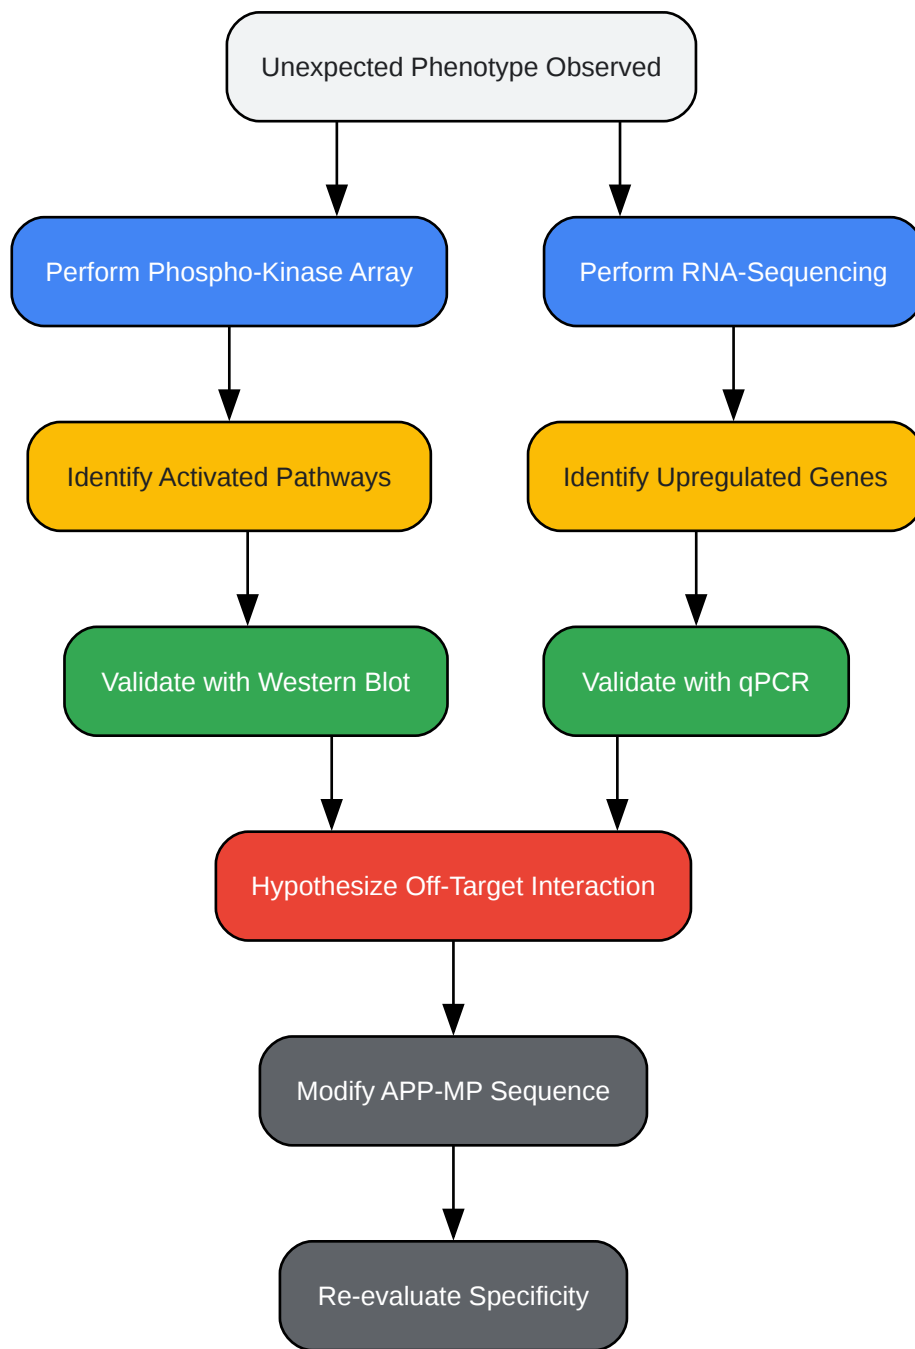 Unexpected Phenotype Observed
Perform Phospho-Kinase Array
Perform RNA-Sequencing
Identify Activated Pathways
Identify Upregulated Genes
Validate with Western Blot
Validate with qPCR
Hypothesize Off-Target Interaction
Modify APP-MP Sequence
Re-evaluate Specificity